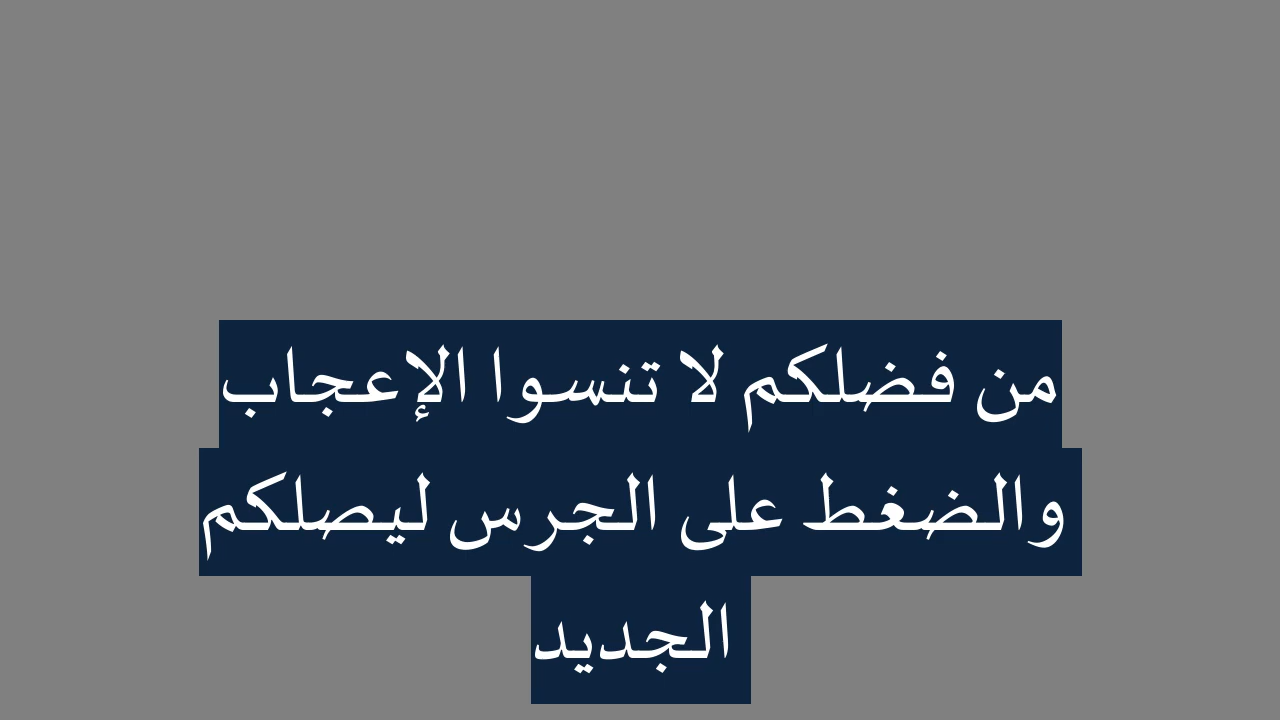 من فضلكم لا تنسوا الإعجاب
والضغط على الجرس ليصلكم
الجديد